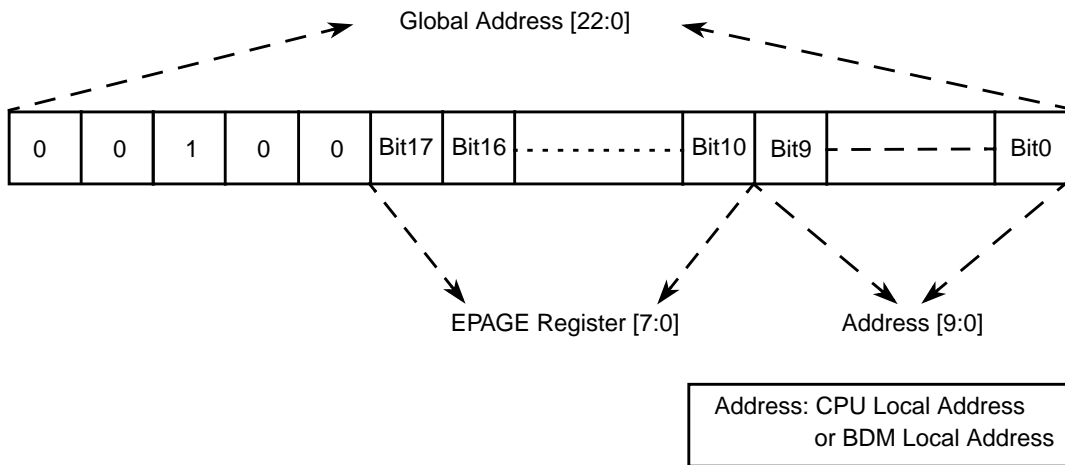 Global Address [22:0]
0 0 1 0 0 Bit17 Bit16 Bit10 Bit9 Bit0
EPAGE Register [7:0] Address [9:0]
Address: CPU Local Address
or BDM Local Address